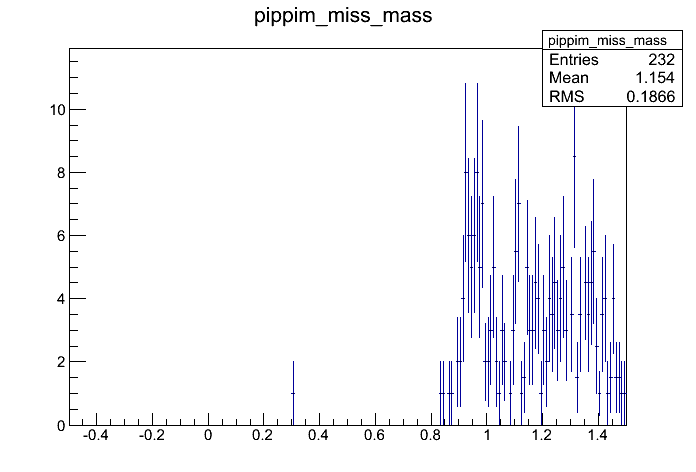 pippim_miss_mass
pippim_miss_mass
Entries 232
Mean 1.154
RMS 0.1866
10
8
6
4
2
0
-0.4 -0.2 0 0.2 0.4 0.6 0.8 1 1.2 1.4